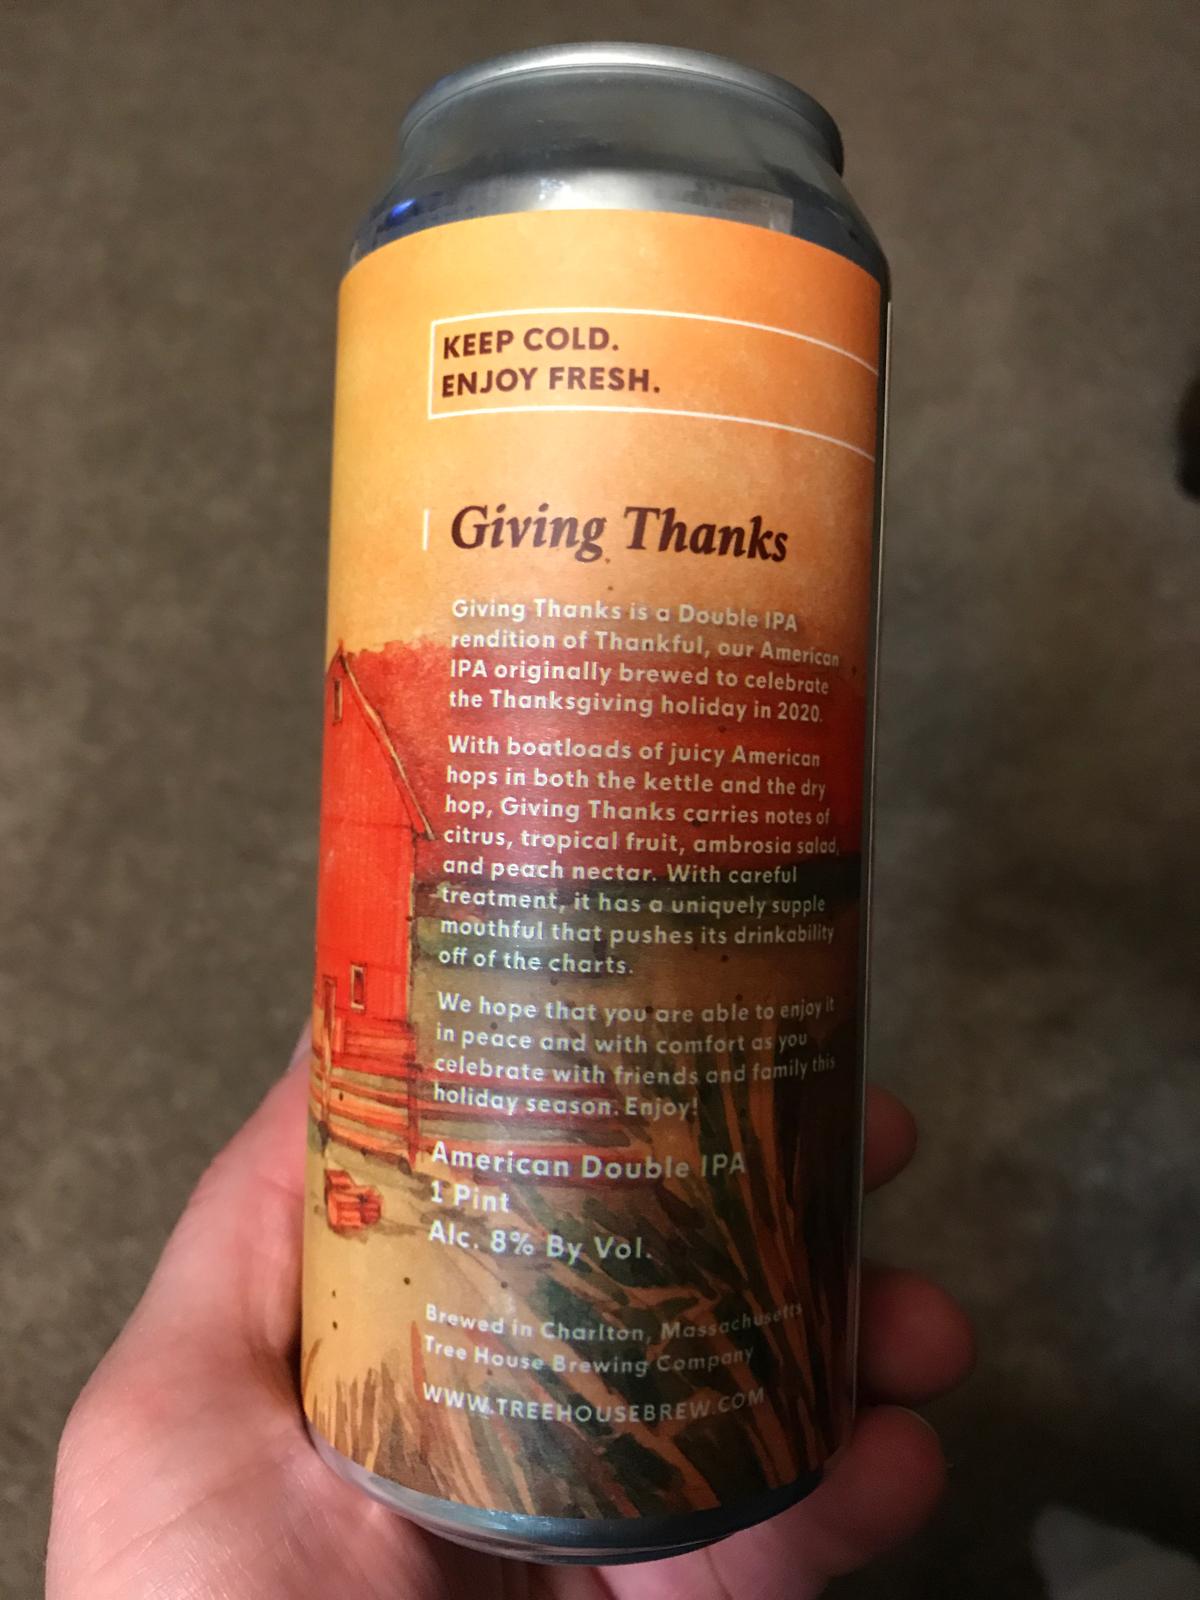 KEEP COLD.
ENJOY FRESH.
Giving Thanks
Giving Thanks is a Double IPA
rendition of Thankful, our American
IPA originally brewed to celebrate
the Thanksgiving holiday in 2020.
With boatloads of juicy American
hops in both the kettle and the dry
hop, Giving Thanks carries notes of
citrus, tropical fruit, ambrosia salad,
and peach nectar. With careful
treatment, it has a uniquely supple
mouthful that pushes its drinkability
off of the charts.
We hope that you are able to enjoy it
in peace and with comfort as you
celebrate with friends and family this
holiday season. Enjoy!
American Double IPA
1 Pint
Alc. 8% By Vol.
Brewed in Charlton, Massachusetts
Tree House Brewing Company
WWW.TREEHOUSEBREW.COM